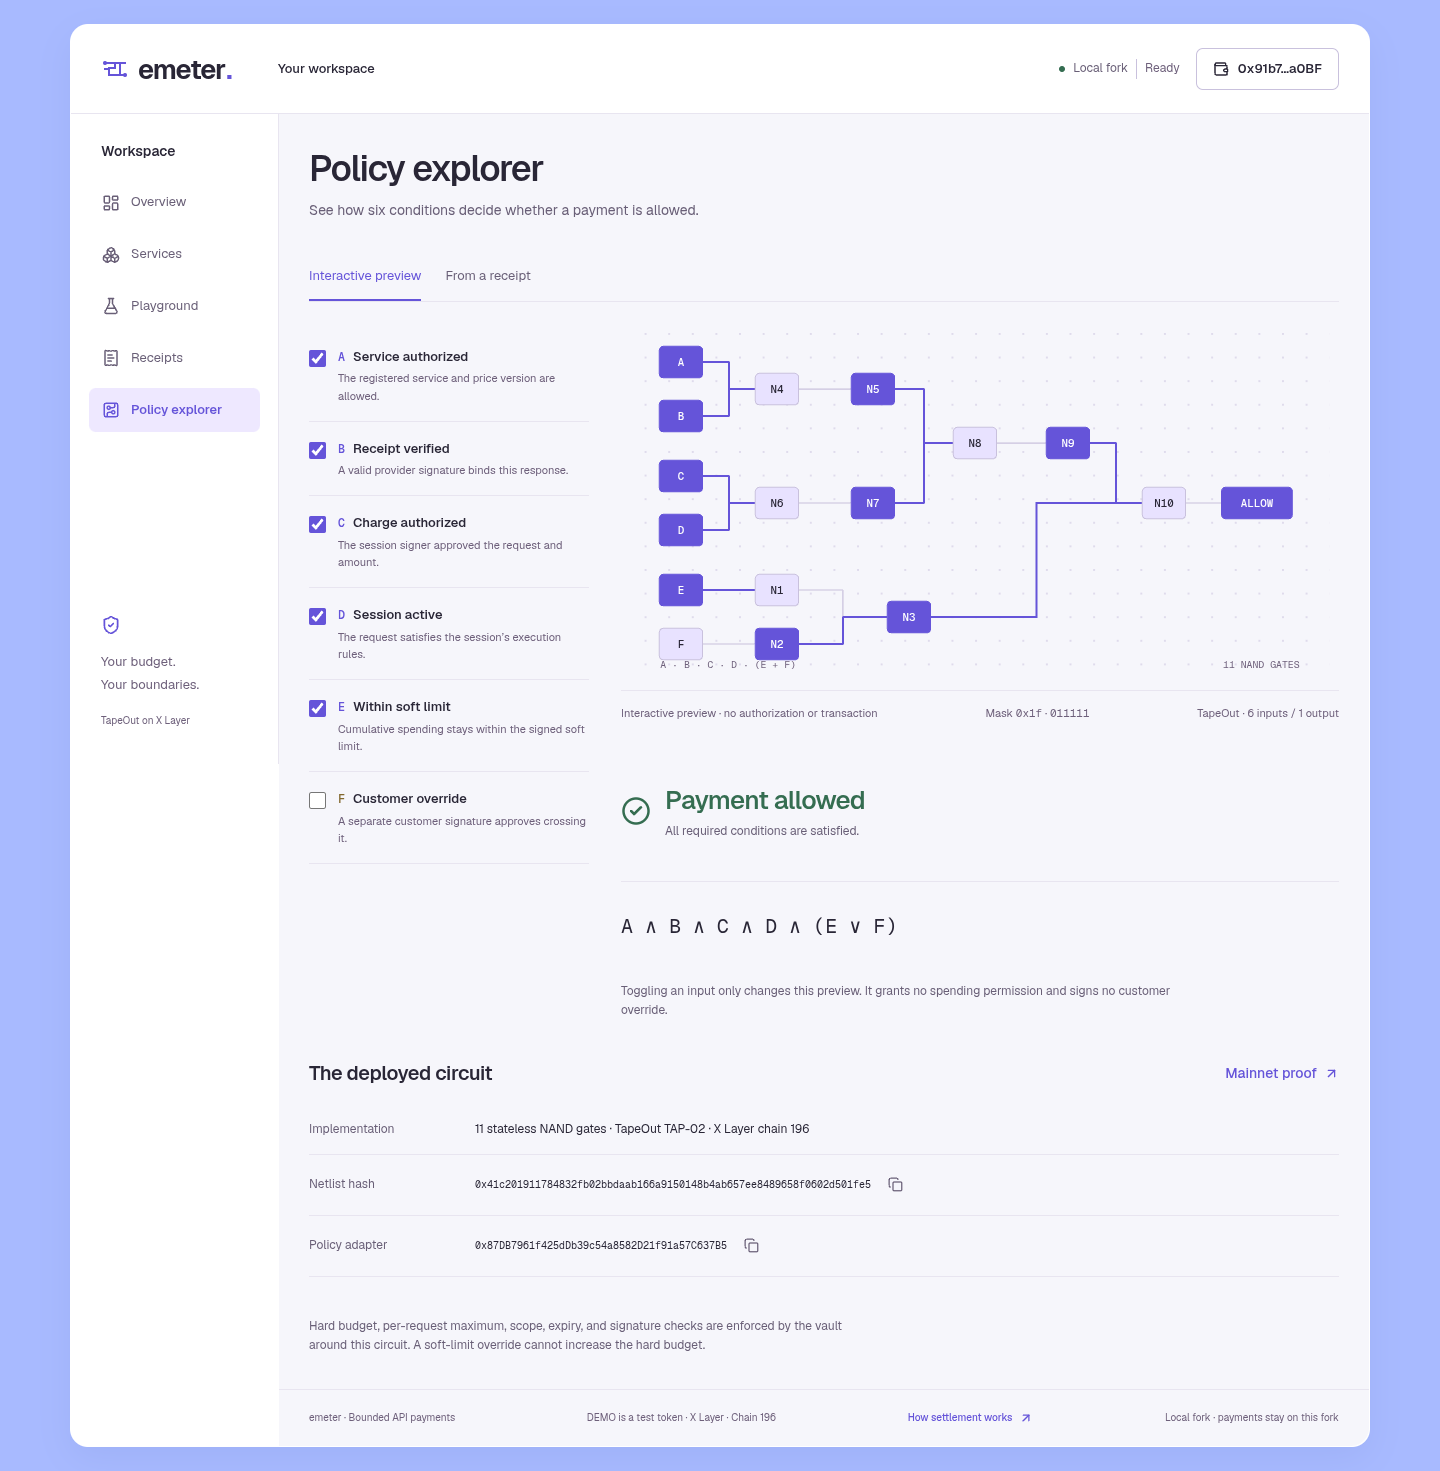 emeter.
Your workspace
Local fork
Ready
0x91b7...a0BF
Workspace
Overview
Services
Playground
Receipts
Policy explorer
Your budget.
Your boundaries.
TapeOut on X Layer
Policy explorer
See how six conditions decide whether a payment is allowed.
Interactive preview
From a receipt
A Service authorized
The registered service and price version are
allowed.
B Receipt verified
A valid provider signature binds this response.
C Charge authorized
The session signer approved the request and
amount.
D Session active
The request satisfies the session's execution
rules.
E Within soft limit
Cumulative spending stays within the signed soft
limit.
F Customer override
A separate customer signature approves crossing
it.
A
B
C
D
E
F
N4
N5
N6
N7
N8
N9
N10
ALLOW
N1
N2
N3
A · B · C · D · (E + F)
11 NAND GATES
Interactive preview · no authorization or transaction
Mask 0x1f · 011111
TapeOut · 6 inputs / 1 output
Payment allowed
All required conditions are satisfied.
A ∧ B ∧ C ∧ D ∧ (E ∨ F)
Toggling an input only changes this preview. It grants no spending permission and signs no customer
override.
The deployed circuit
Mainnet proof
Implementation
11 stateless NAND gates · TapeOut TAP-02 · X Layer chain 196
Netlist hash
0x41c201911784832fb02bbdaab166a9150148b4ab657ee8489658f0602d501fe5
Policy adapter
0x87DB7961f425dDb39c54a8582D21f91a57C637B5
Hard budget, per-request maximum, scope, expiry, and signature checks are enforced by the vault
around this circuit. A soft-limit override cannot increase the hard budget.
emeter · Bounded API payments
DEMO is a test token · X Layer · Chain 196
How settlement works
Local fork · payments stay on this fork